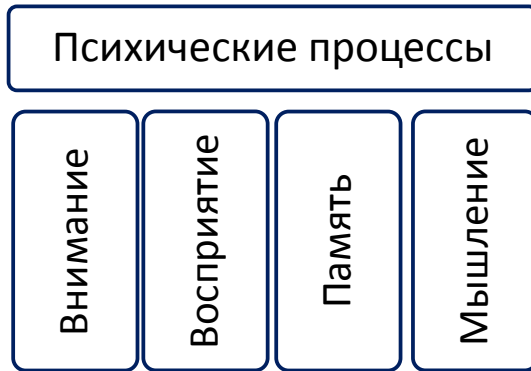 Психические процессы
Внимание
Восприятие
Память
Мышление